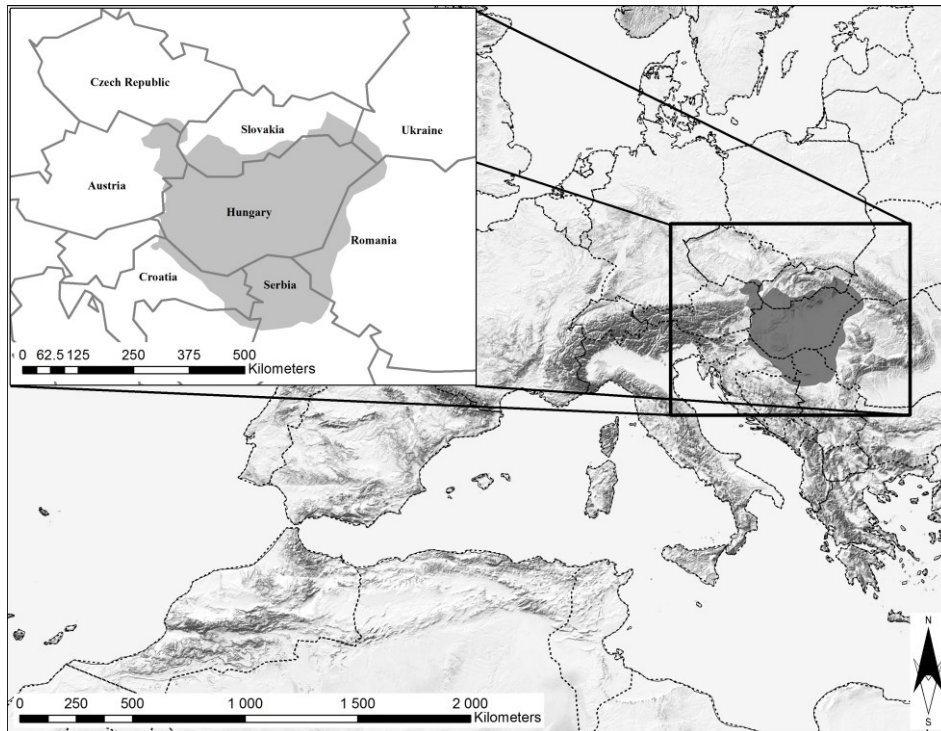 Czech Republic
Slovakia
Ukraine
Austria
Hungary
Romania
Croatia
Serbia
0 62.5 125 250 375 500
Kilometers
N
S
0 250 500 1 000 1 500 2 000
Kilometers